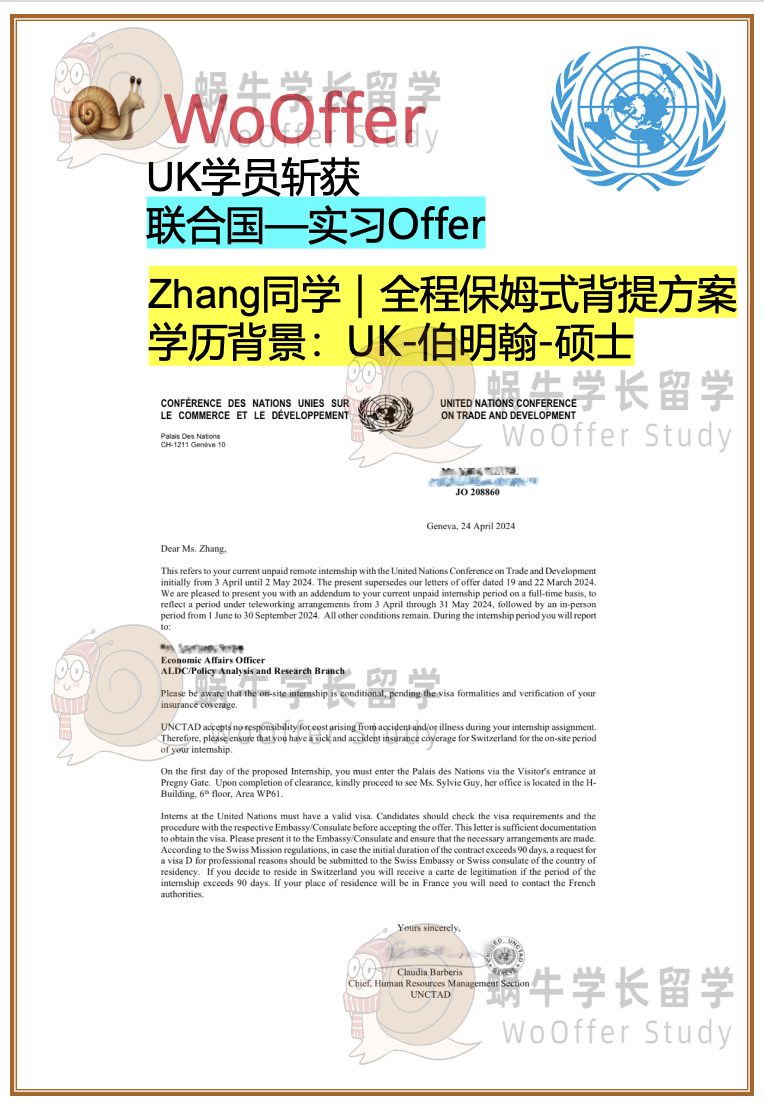 蜗牛学长留学
WoOffer Study
WoOffer
UK学员斩获
联合国—实习Offer
Zhang同学｜全程保姆式背提方案
学历背景：UK-伯明翰-硕士
蜗牛学长留学
WoOffer Study
CONFÉRENCE DES NATIONS UNIES SUR
LE COMMERCE ET LE DÉVELOPPEMENT
UNITED NATIONS CONFERENCE
ON TRADE AND DEVELOPMENT
Palais Des Nations
CH-1211 Genève 10
JO 208860
Geneva, 24 April 2024
Dear Ms. Zhang,
This refers to your current unpaid remote internship with the United Nations Conference on Trade and Development
initially from 3 April until 2 May 2024. The present supersedes our letters of offer dated 19 and 22 March 2024.
We are pleased to present you with an addendum to your current unpaid internship period on a full-time basis, to
reflect a period under teleworking arrangements from 3 April through 31 May 2024, followed by an in-person
period from 1 June to 30 September 2024. All other conditions remain. During the internship period you will report
to:
Economic Affairs Officer
ALDC/Policy Analysis and Research Branch
蜗牛学长留学
WoOffer Study
Please be aware that the on-site internship is conditional, pending the visa formalities and verification of your
insurance coverage.
UNCTAD accepts no responsibility for cost arising from accident and/or illness during your internship assignment.
Therefore, please ensure that you have a sick and accident insurance coverage for Switzerland for the on-site period
of your internship.
On the first day of the proposed Internship, you must enter the Palais des Nations via the Visitor's entrance at
Pregny Gate. Upon completion of clearance, kindly proceed to see Ms. Sylvie Guy, her office is located in the H-
Building, 6th floor, Area WP61.
Interns at the United Nations must have a valid visa. Candidates should check the visa requirements and the
procedure with the respective Embassy/Consulate before accepting the offer. This letter is sufficient documentation
to obtain the visa. Please present it to the Embassy/Consulate and ensure that the necessary arrangements are made.
According to the Swiss Mission regulations, in case the initial duration of the contract exceeds 90 days, a request for
a visa D for professional reasons should be submitted to the Swiss Embassy or Swiss consulate of the country of
residency. If you decide to reside in Switzerland you will receive a carte de legitimation if the period of the
internship exceeds 90 days. If your place of residence will be in France you will need to contact the French
authorities.
Yours sincerely,
Claudia Barberis
Chief, Human Resources Management Section
UNCTAD
蜗牛学长留学
WoOffer Study